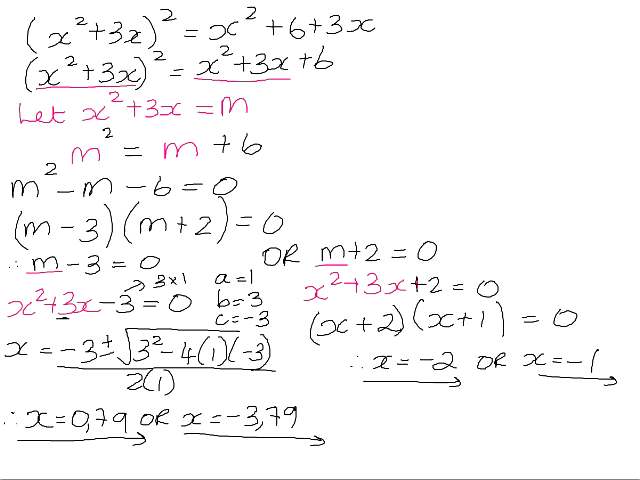 (x²+3x)² = x²+6+3x
(x²+3x)² = x²+3x+6
Let x²+3x = m
m² = m + 6
m² - m - 6 = 0
(m - 3)(m + 2) = 0
∴ m - 3 = 0 OR m+2 = 0
x²+3x-3 = 0 → 3×1 a=1 x²+3x+2 = 0
b=3
c=-3 (x+2)(x+1) = 0
x = -3 ± √3² - 4(1)(-3) / 2(1) ∴ x = -2 OR x = -1
∴ x = 0,79 OR x = -3,79